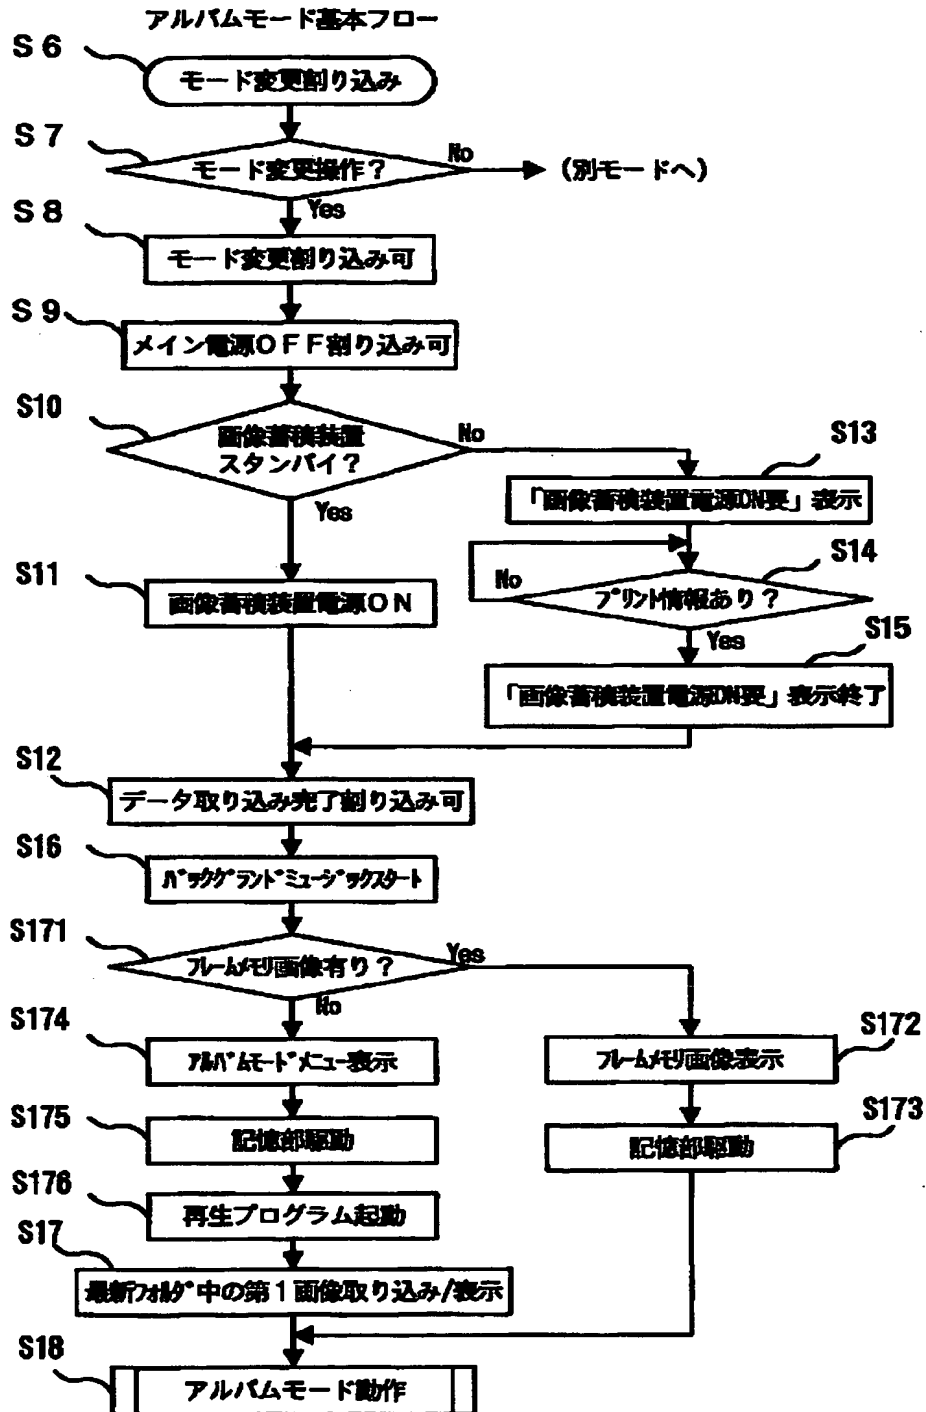 アルバムモード基本フロー
S6
モード変更割り込み
S7
モード変更操作？
No
(別モードへ)
Yes
S8
モード変更割り込み可
S9
メイン電源OFF割り込み可
S10
画像蓄積装置
スタンバイ？
No
Yes
S13
「画像蓄積装置電源ON要」表示
S14
プリント情報あり？
No
Yes
S11
画像蓄積装置電源ON
S15
「画像蓄積装置電源ON要」表示終了
S12
データ取り込み完了割り込み可
S16
バックグランドミュージックスタート
S171
フレームメモリ画像有り？
Yes
No
S174
アルバムモードメニュー表示
S172
フレームメモリ画像表示
S175
記憶部駆動
S173
記憶部駆動
S176
再生プログラム起動
S17
最新フォルダ中の第1画像取り込み/表示
S18
アルバムモード動作